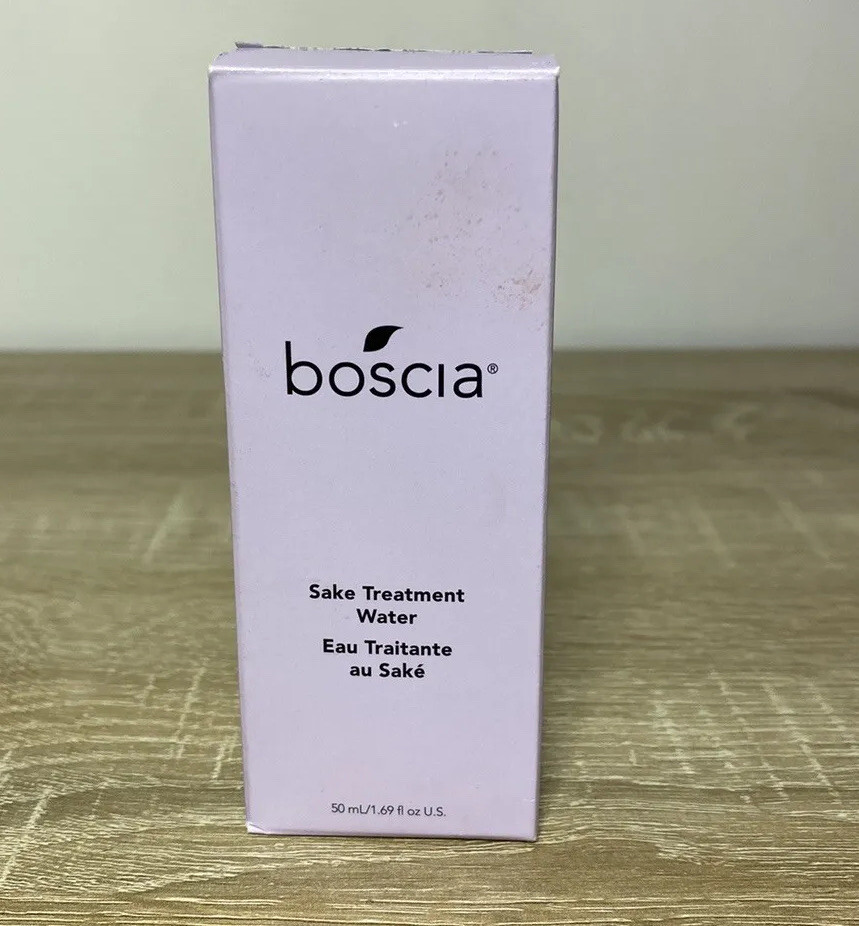 boscia®
Sake Treatment
Water
Eau Traitante
au Saké
50 mL/1.69 fl oz U.S.